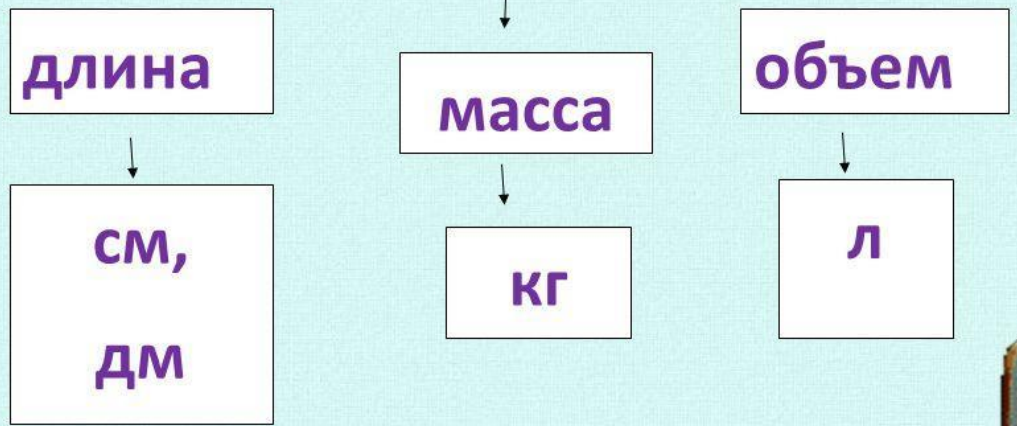 длина
масса
объем
см,
дм
кг
л